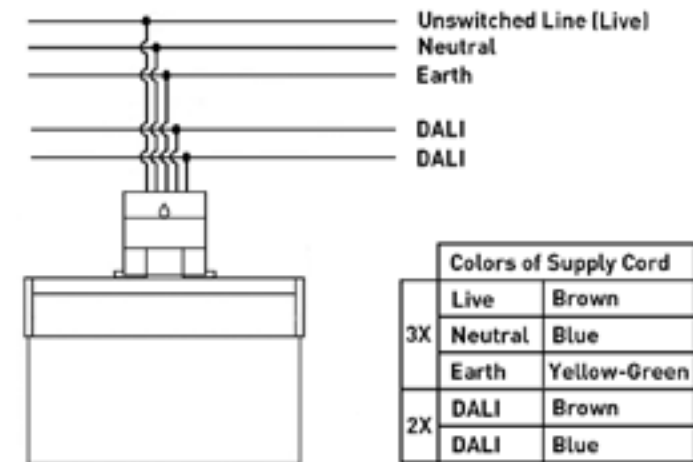 Unswitched Line (Live)
Neutral
Earth
DALI
DALI
Colors of Supply Cord
3X
Live Brown
Neutral Blue
Earth Yellow-Green
2X
DALI Brown
DALI Blue